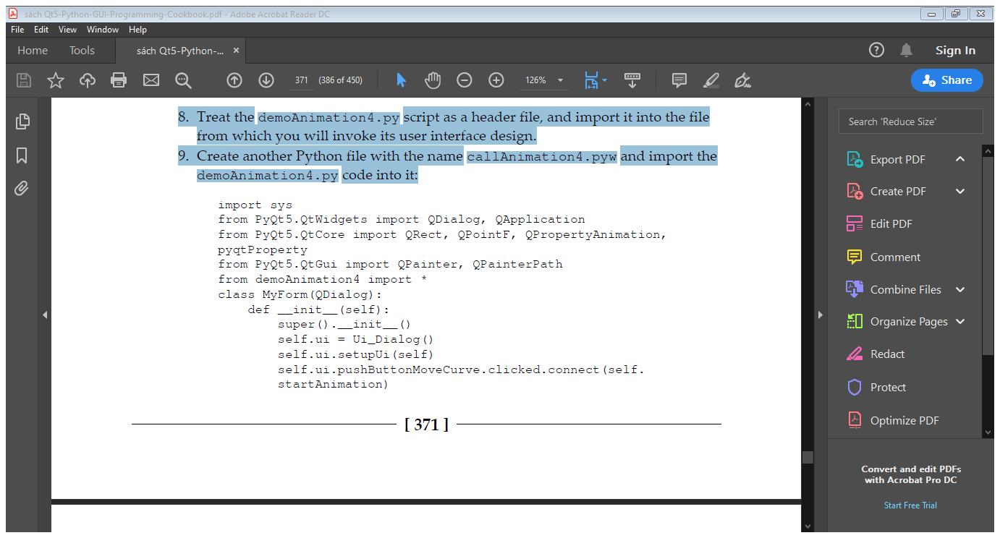 sách Qt5-Python-GUI-Programming-Cookbook.pdf - Adobe Acrobat Reader DC
File Edit View Window Help
Home Tools sách Qt5-Python-... × Sign In
371 (386 of 450) 126% Share
8. Treat the demoAnimation4.py script as a header file, and import it into the file
from which you will invoke its user interface design.
9. Create another Python file with the name callAnimation4.pyw and import the
demoAnimation4.py code into it:
import sys
from PyQt5.QtWidgets import QDialog, QApplication
from PyQt5.QtCore import QRect, QPointF, QPropertyAnimation,
pyqtProperty
from PyQt5.QtGui import QPainter, QPainterPath
from demoAnimation4 import *
class MyForm(QDialog):
def __init__(self):
super().__init__()
self.ui = Ui_Dialog()
self.ui.setupUi(self)
self.ui.pushButtonMoveCurve.clicked.connect(self.
startAnimation)
[ 371 ]
Search 'Reduce Size'
Export PDF
Create PDF
Edit PDF
Comment
Combine Files
Organize Pages
Redact
Protect
Optimize PDF
Convert and edit PDFs
with Acrobat Pro DC
Start Free Trial